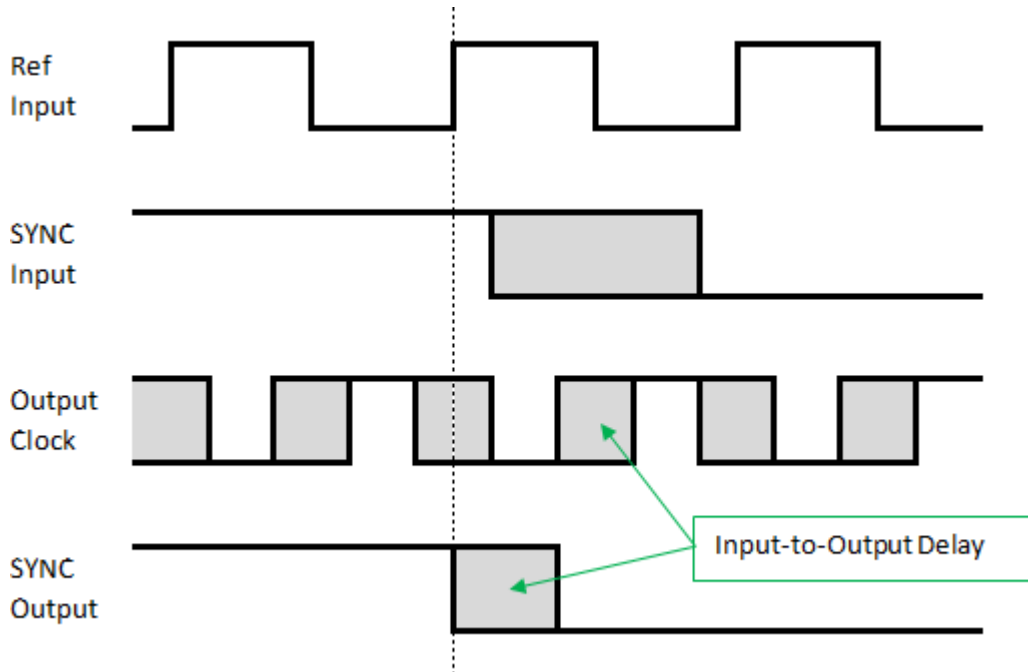 Ref
Input
SYNC
Input
Output
Clock
Input-to-Output Delay
SYNC
Output